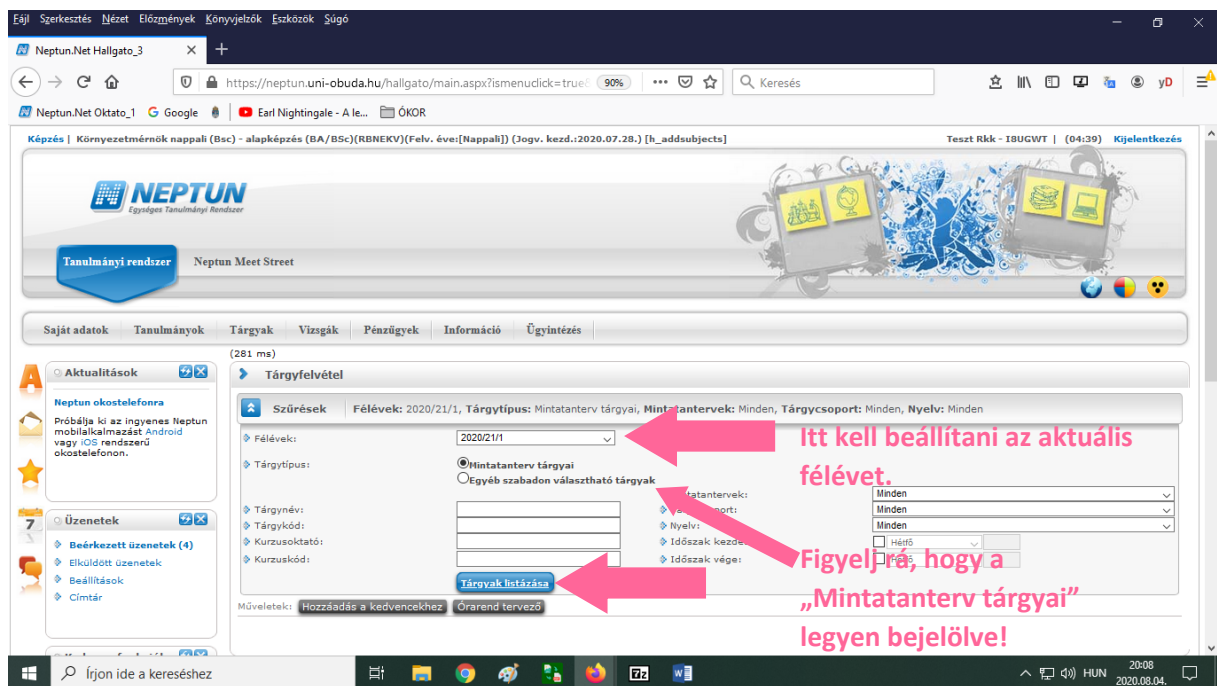 Fájl Szerkesztés Nézet Előzmények Könyvjelzők Eszközök Súgó
Neptun.Net Hallgato_3
https://neptun.uni-obuda.hu/hallgato/main.aspx?ismenuclick=true& 90% Keresés
Neptun.Net Oktato_1 Google Earl Nightingale - A le... ÓKOR
Képzés | Környezetmérnök nappali (Bsc) - alapképzés (BA/BSc)(RBNEKV)(Felv. éve:[Nappali]) (Jogv. kezd.:2020.07.28.) [h_addsubjects] Teszt Rkk - I8UGWT | (04:39) Kijelentkezés
NEPTUN
Egységes Tanulmányi Rendszer
Tanulmányi rendszer Neptun Meet Street
Saját adatok Tanulmányok Tárgyak Vizsgák Pénzügyek Információ Ügyintézés
(281 ms)
Aktualitások
Neptun okostelefonra
Próbálja ki az ingyenes Neptun
mobilalkalmazást Android
vagy iOS rendszerű
okostelefonon.
7 Üzenetek
Beérkezett üzenetek (4)
Elküldött üzenetek
Beállítások
Címtár
Tárgyfelvétel
Szűrések Félévek: 2020/21/1, Tárgytípus: Mintatanterv tárgyai, Mintatantervek: Minden, Tárgycsoport: Minden, Nyelv: Minden
Félévek: 2020/21/1
Tárgytípus: Mintatanterv tárgyai
Egyéb szabadon választható tárgyak
Minden
Tárgynév: Minden
Tárgykód: Nyelv: Minden
Kurzusoktató: Időszak Hétfő
Kurzuskód: Időszak vége:
Tárgyak listázása
Műveletek: Hozzáadás a kedvencekhez Órarend tervező
Itt kell beállítani az aktuális
félévet.
Figyelj rá, hogy a
„Mintatanterv tárgyai”
legyen bejelölve!
Írjon ide a kereséshez
HUN 20:08
2020.08.04.